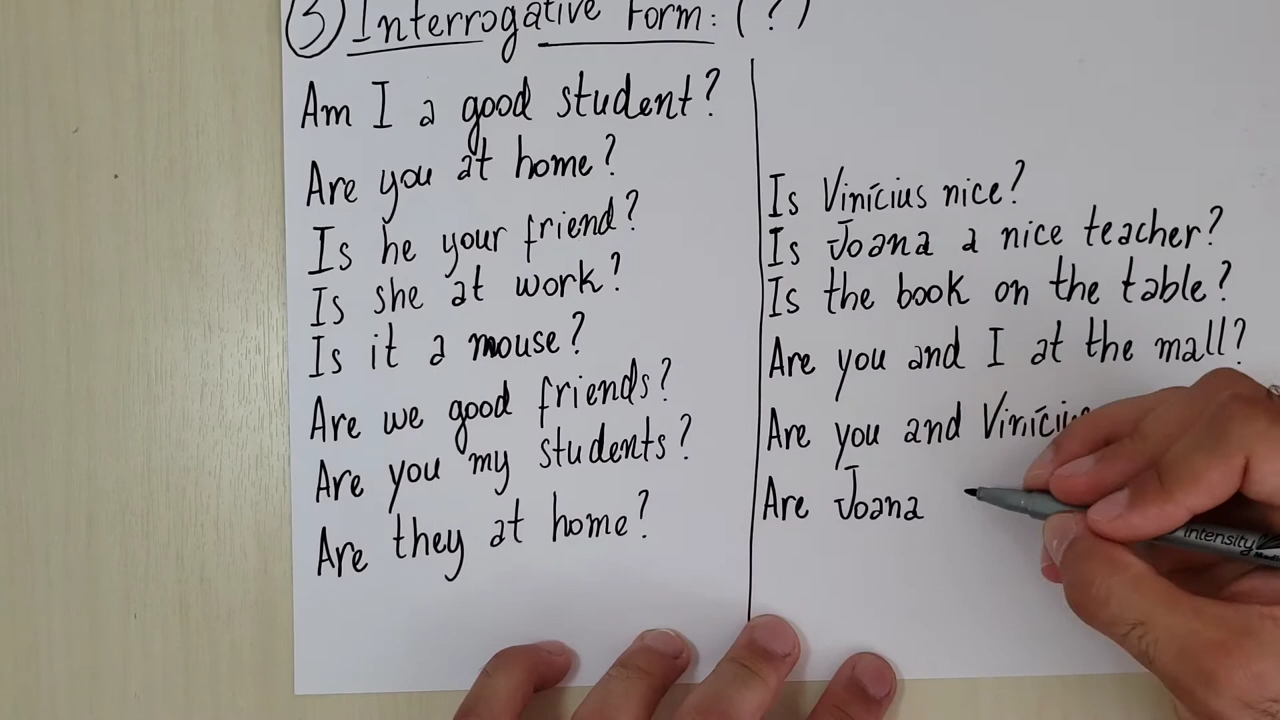 3 Interrogative Form: (?)
Am I a good student?
Are you at home?
Is he your friend?
Is she at work?
Is it a mouse?
Are we good friends?
Are you my students?
Are they at home?
Is Vinícius nice?
Is Joana a nice teacher?
Is the book on the table?
Are you and I at the mall?
Are you and Vinícius
Are Joana
intensity